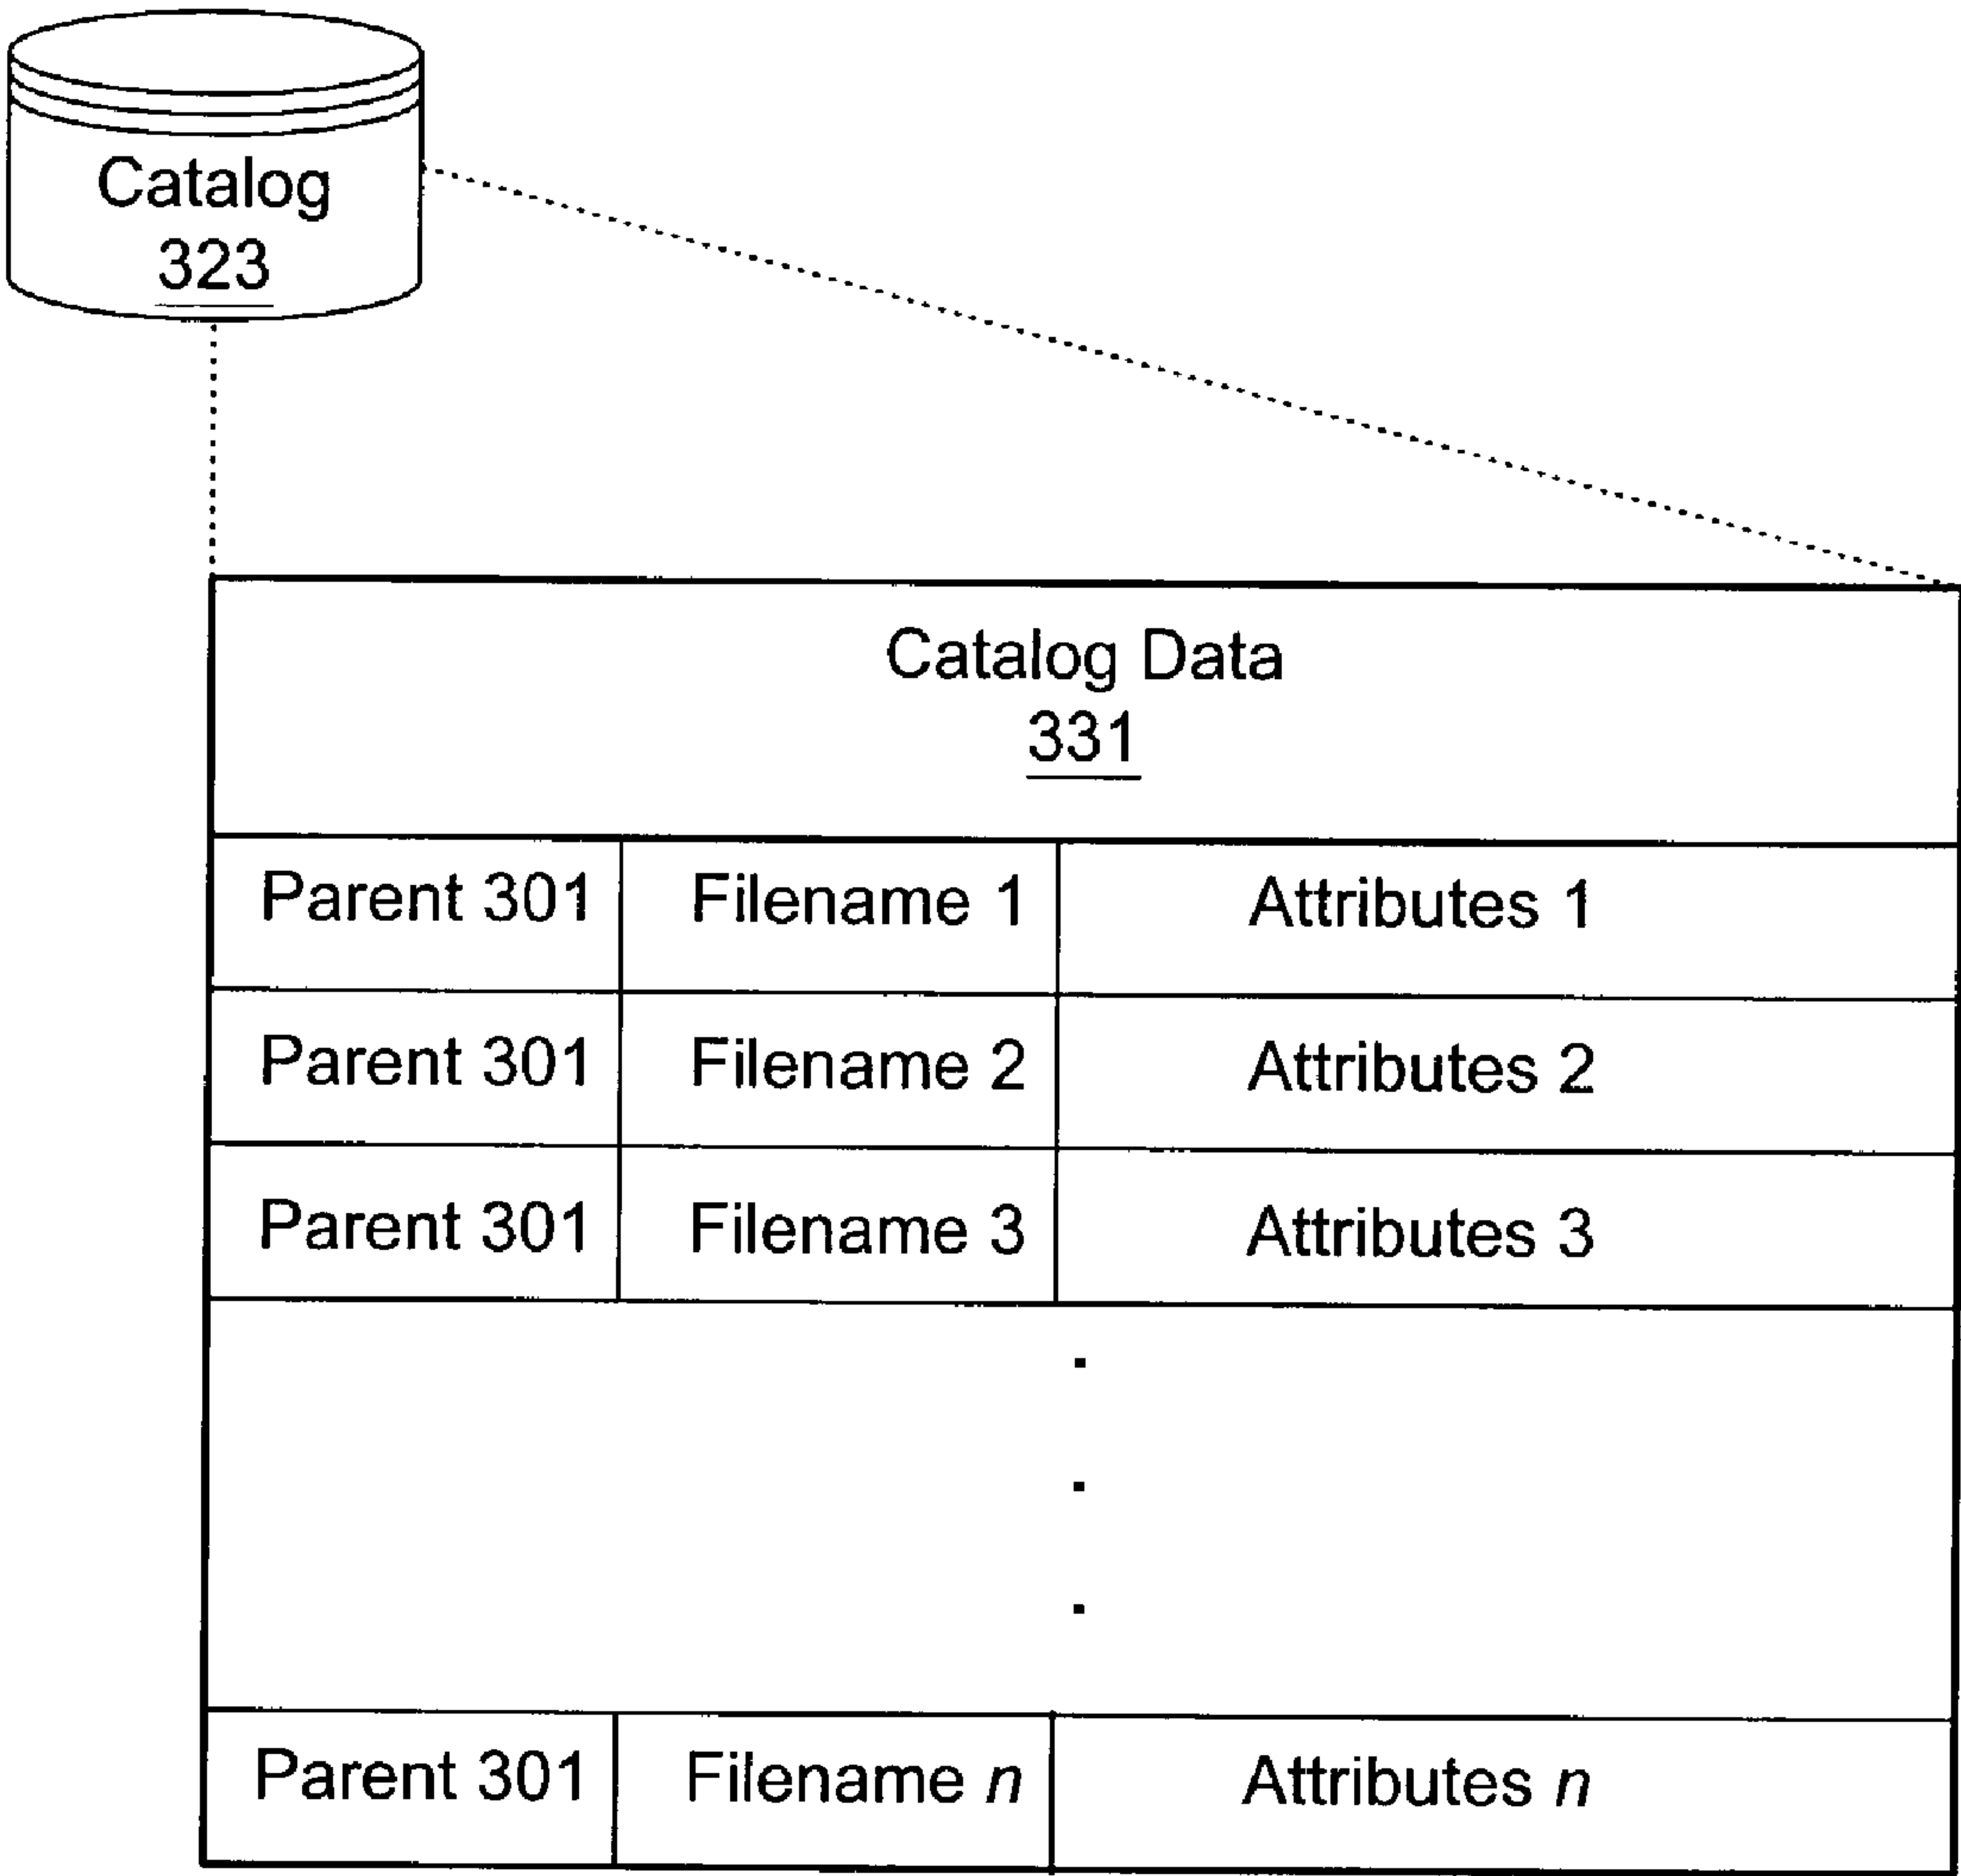 Catalog
323
Catalog Data
331
Parent 301 Filename 1 Attributes 1
Parent 301 Filename 2 Attributes 2
Parent 301 Filename 3 Attributes 3
Parent 301 Filename n Attributes n